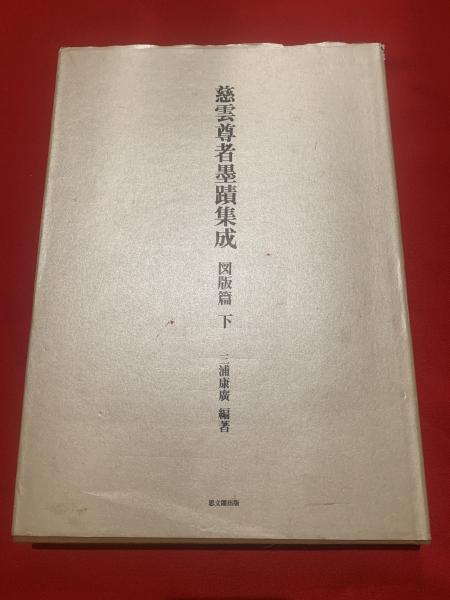 慈雲尊者墨蹟集成 図版篇 下
三浦康廣 編著
思文閣出版